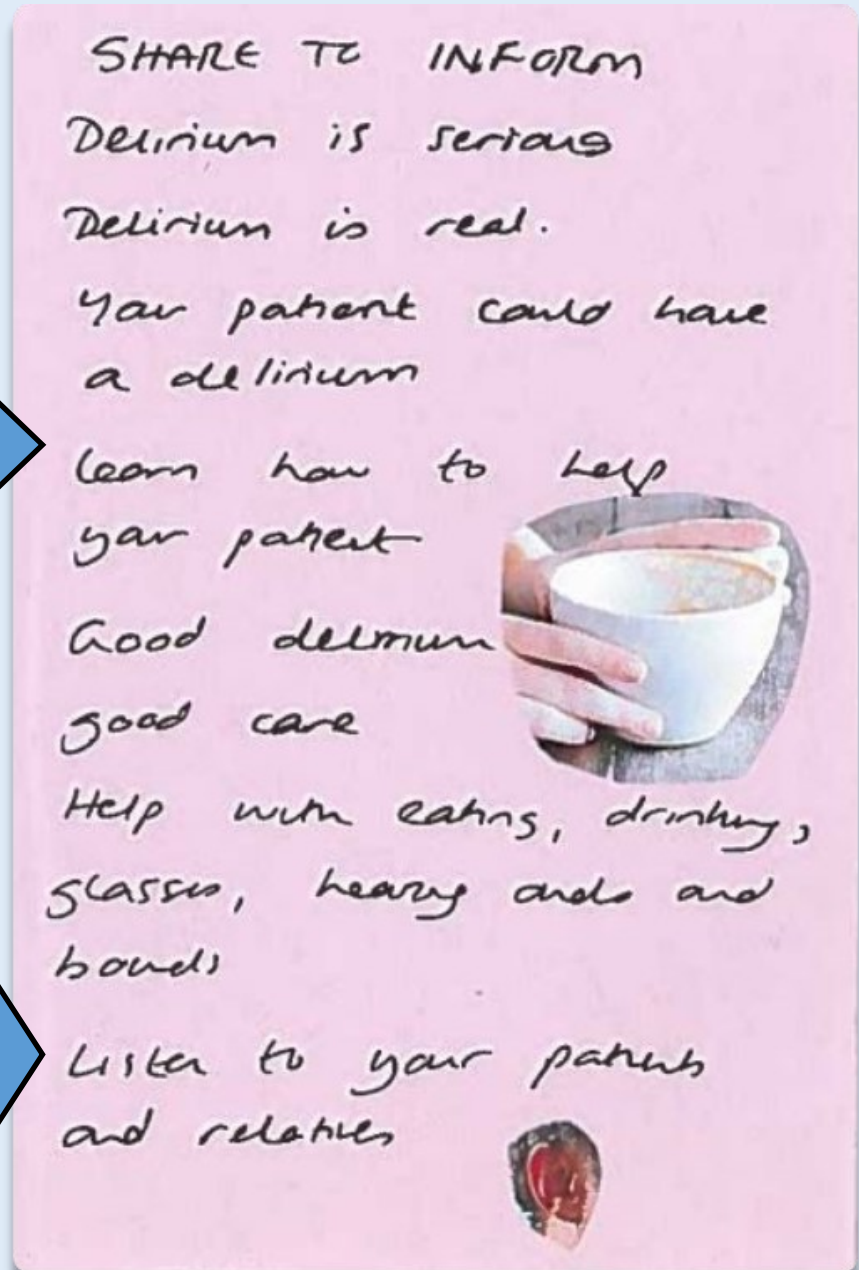 SHARE TO INFORM
Delirium is serious
Delirium is real.
Your patient could have
a delirium
Learn how to help
your patient
Good delirium
good care
Help with eating, drinking,
glasses, hearing aids and
bowels
Listen to your patients
and relatives